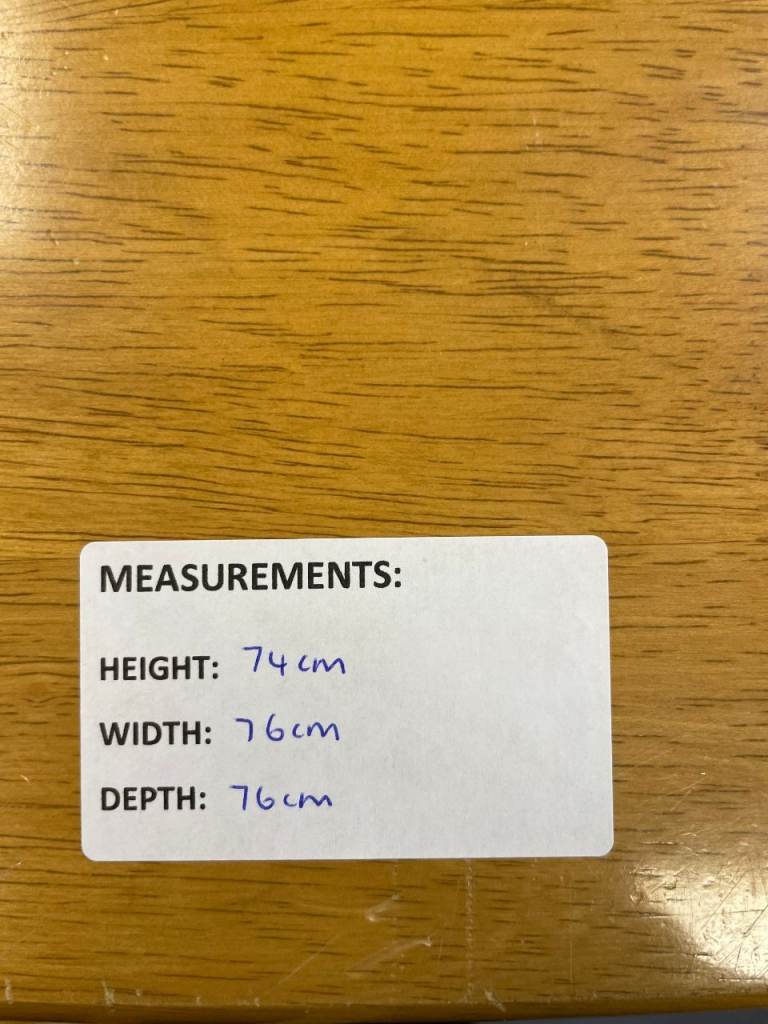 MEASUREMENTS:
HEIGHT: 74cm
WIDTH: 76cm
DEPTH: 76cm